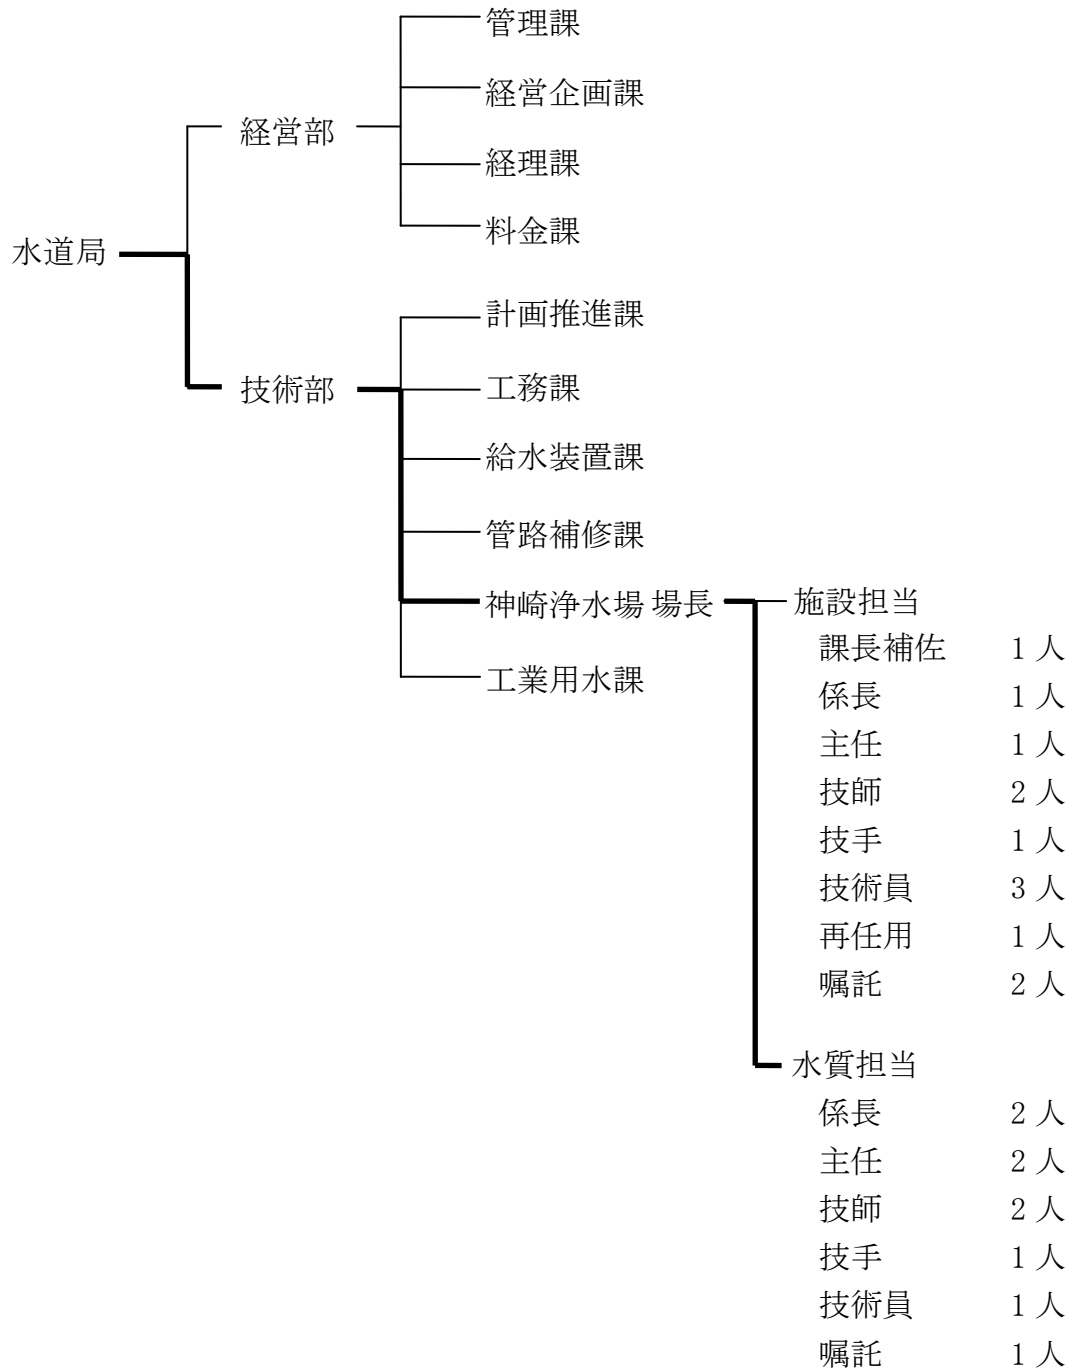 水道局
経営部
管理課
経営企画課
経理課
料金課
技術部
計画推進課
工務課
給水装置課
管路補修課
神崎浄水場 場長
工業用水課
施設担当
課長補佐 1人
係長 1人
主任 1人
技師 2人
技手 1人
技術員 3人
再任用 1人
嘱託 2人
水質担当
係長 2人
主任 2人
技師 2人
技手 1人
技術員 1人
嘱託 1人